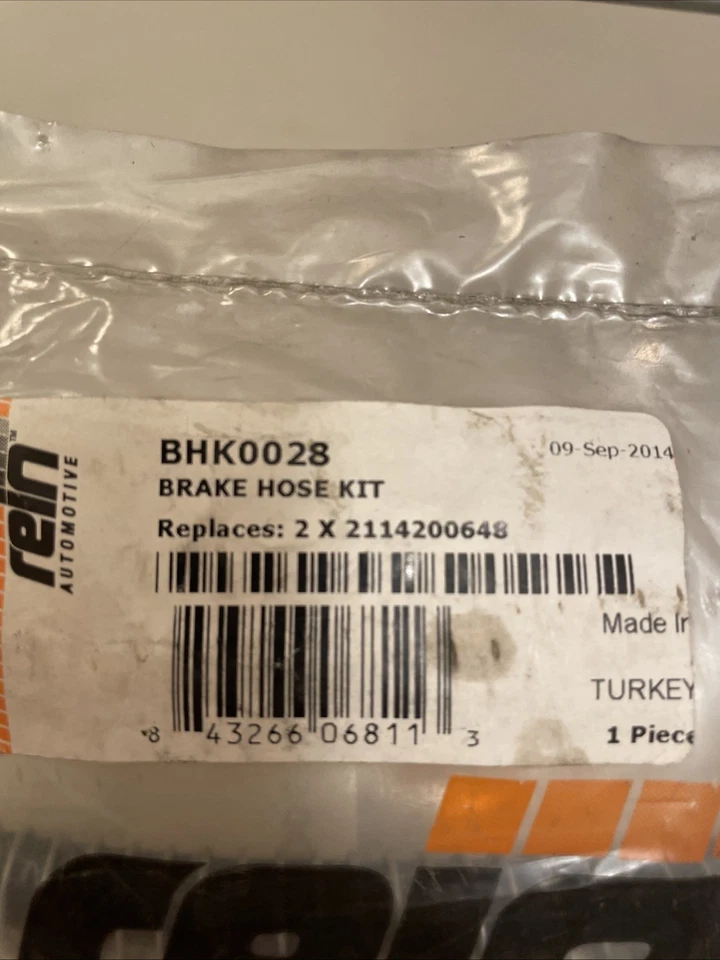 BHK0028
09-Sep-2014
BRAKE HOSE KIT
Replaces: 2 X 2114200648
rein™
AUTOMOTIVE
Made In
TURKEY
1 Piece
8 43266 06811 3
rein